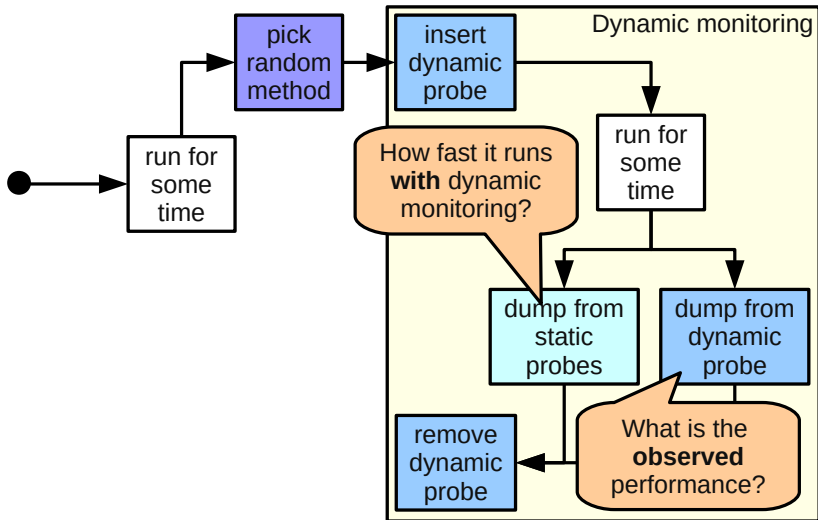 Dynamic monitoring
pick
random
method
insert
dynamic
probe
run for
some
time
run for
some
time
How fast it runs
with dynamic
monitoring?
dump from
static
probes
dump from
dynamic
probe
remove
dynamic
probe
What is the
observed
performance?